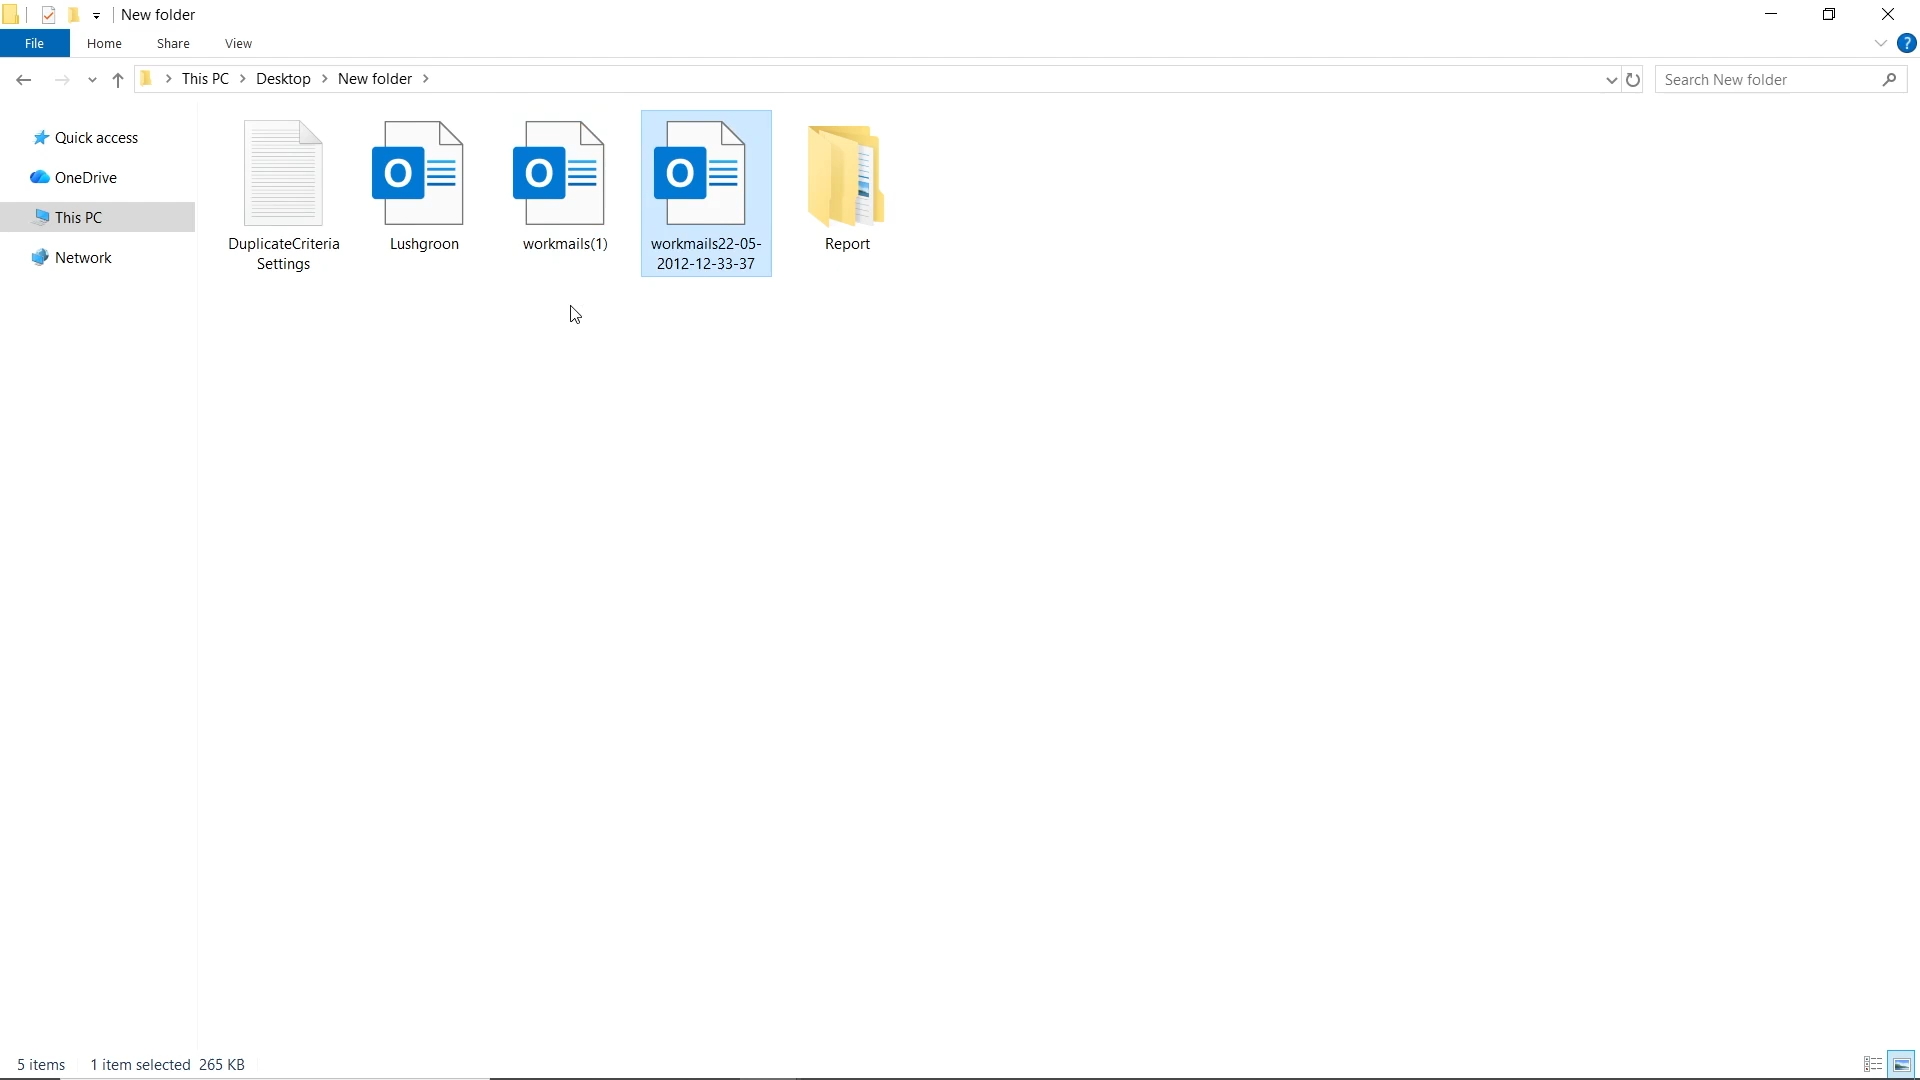 New folder
File Home Share View
This PC Desktop New folder
Search New folder
Quick access
OneDrive
This PC
Network
DuplicateCriteria
Settings
Lushgroon
workmails(1)
workmails22-05-
2012-12-33-37
Report
5 items 1 item selected 265 KB